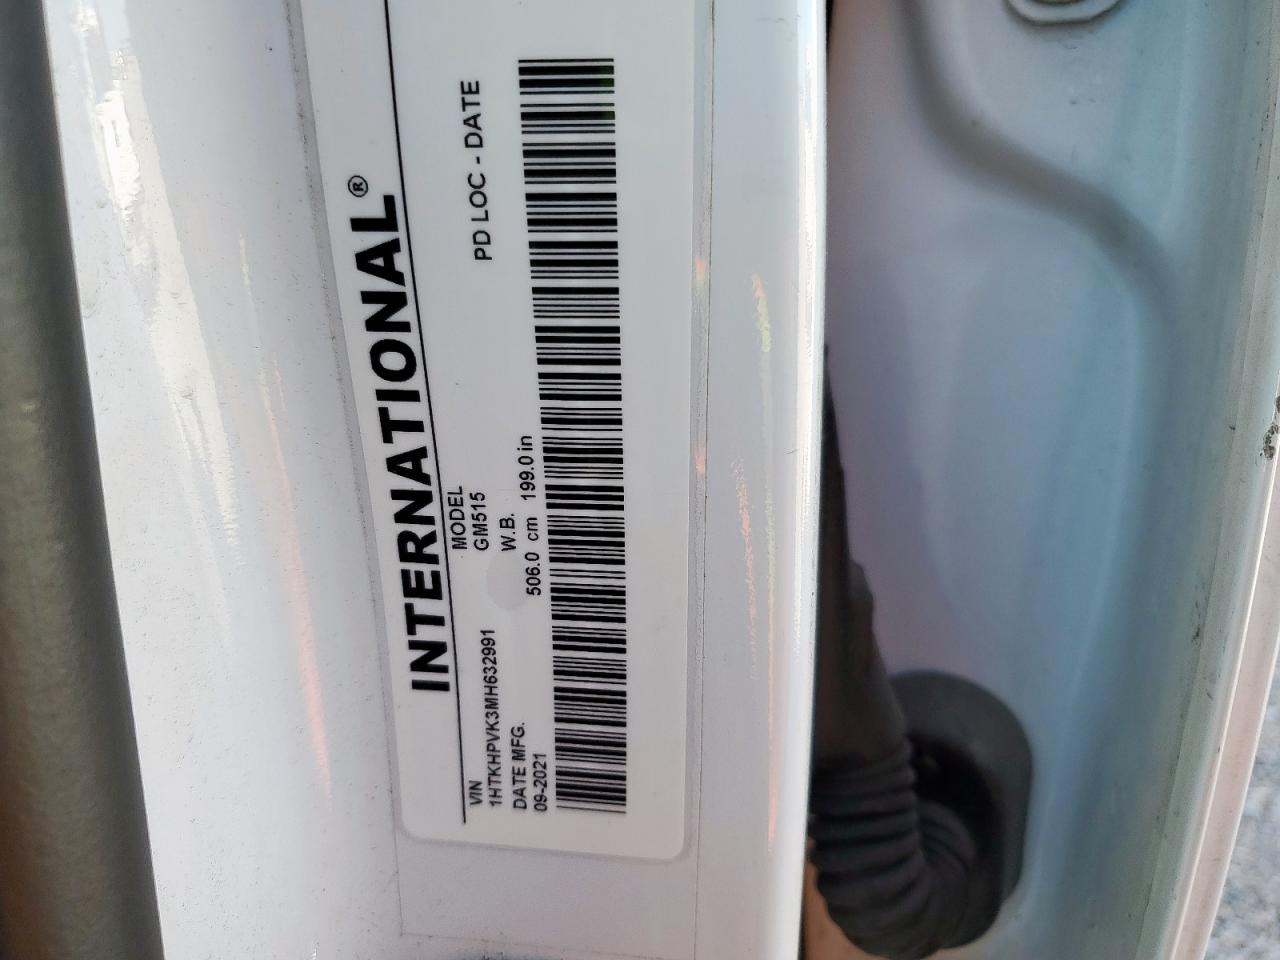 INTERNATIONAL®
VIN
1HTKHPVK3MH632991
MODEL
GM515
PD LOC - DATE
DATE MFG.
09-2021
W.B.
506.0 cm 199.0 in